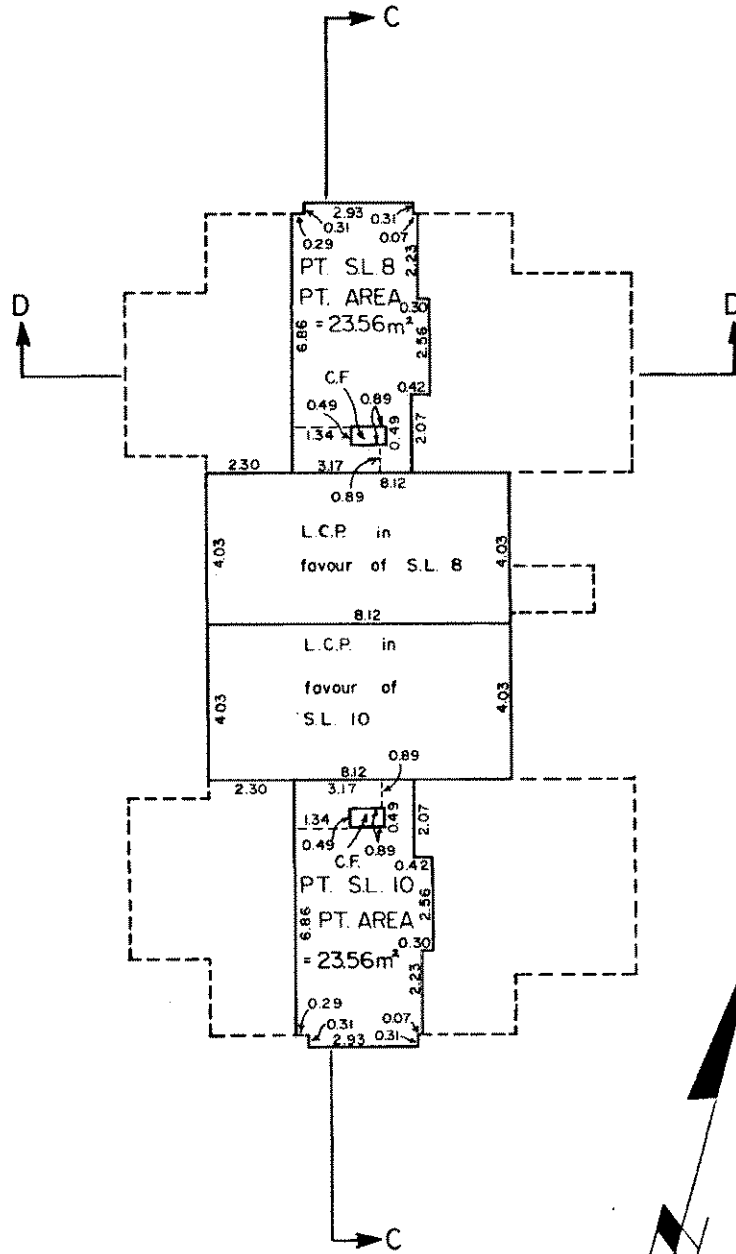 C
2.93
0.31
0.31
0.29
0.07
PT. S.L. 8
2.23
PT. AREA
0.30
= 23.56m²
D
D
6.86
2.56
C.F.
0.42
0.49
0.89
1.34
0.49
2.07
2.30
3.17
8.12
0.89
L.C.P. in
4.03
4.03
favour of S.L. 8
8.12
L.C.P. in
4.03
4.03
favour of
S.L. 10
0.89
8.12
2.30
3.17
1.34
0.49
2.07
0.49
0.89
C.F.
0.42
PT. S.L. 10
6.86
2.56
PT. AREA
0.30
= 23.56m²
2.23
0.29
0.07
0.31
0.31
2.93
C